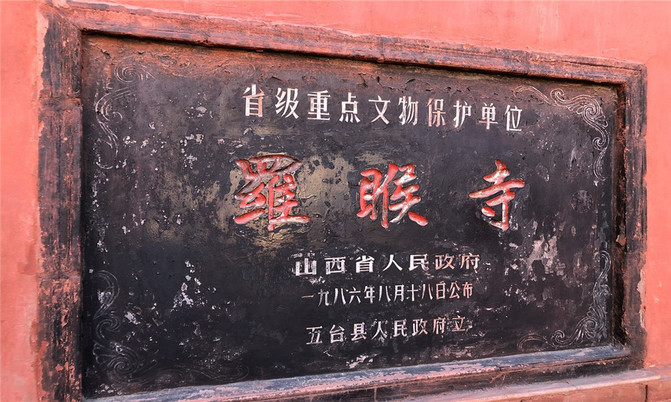 省级重点文物保护单位
羅睺寺
山西省人民政府
一九八六年八月十八日公布
五台县人民政府立